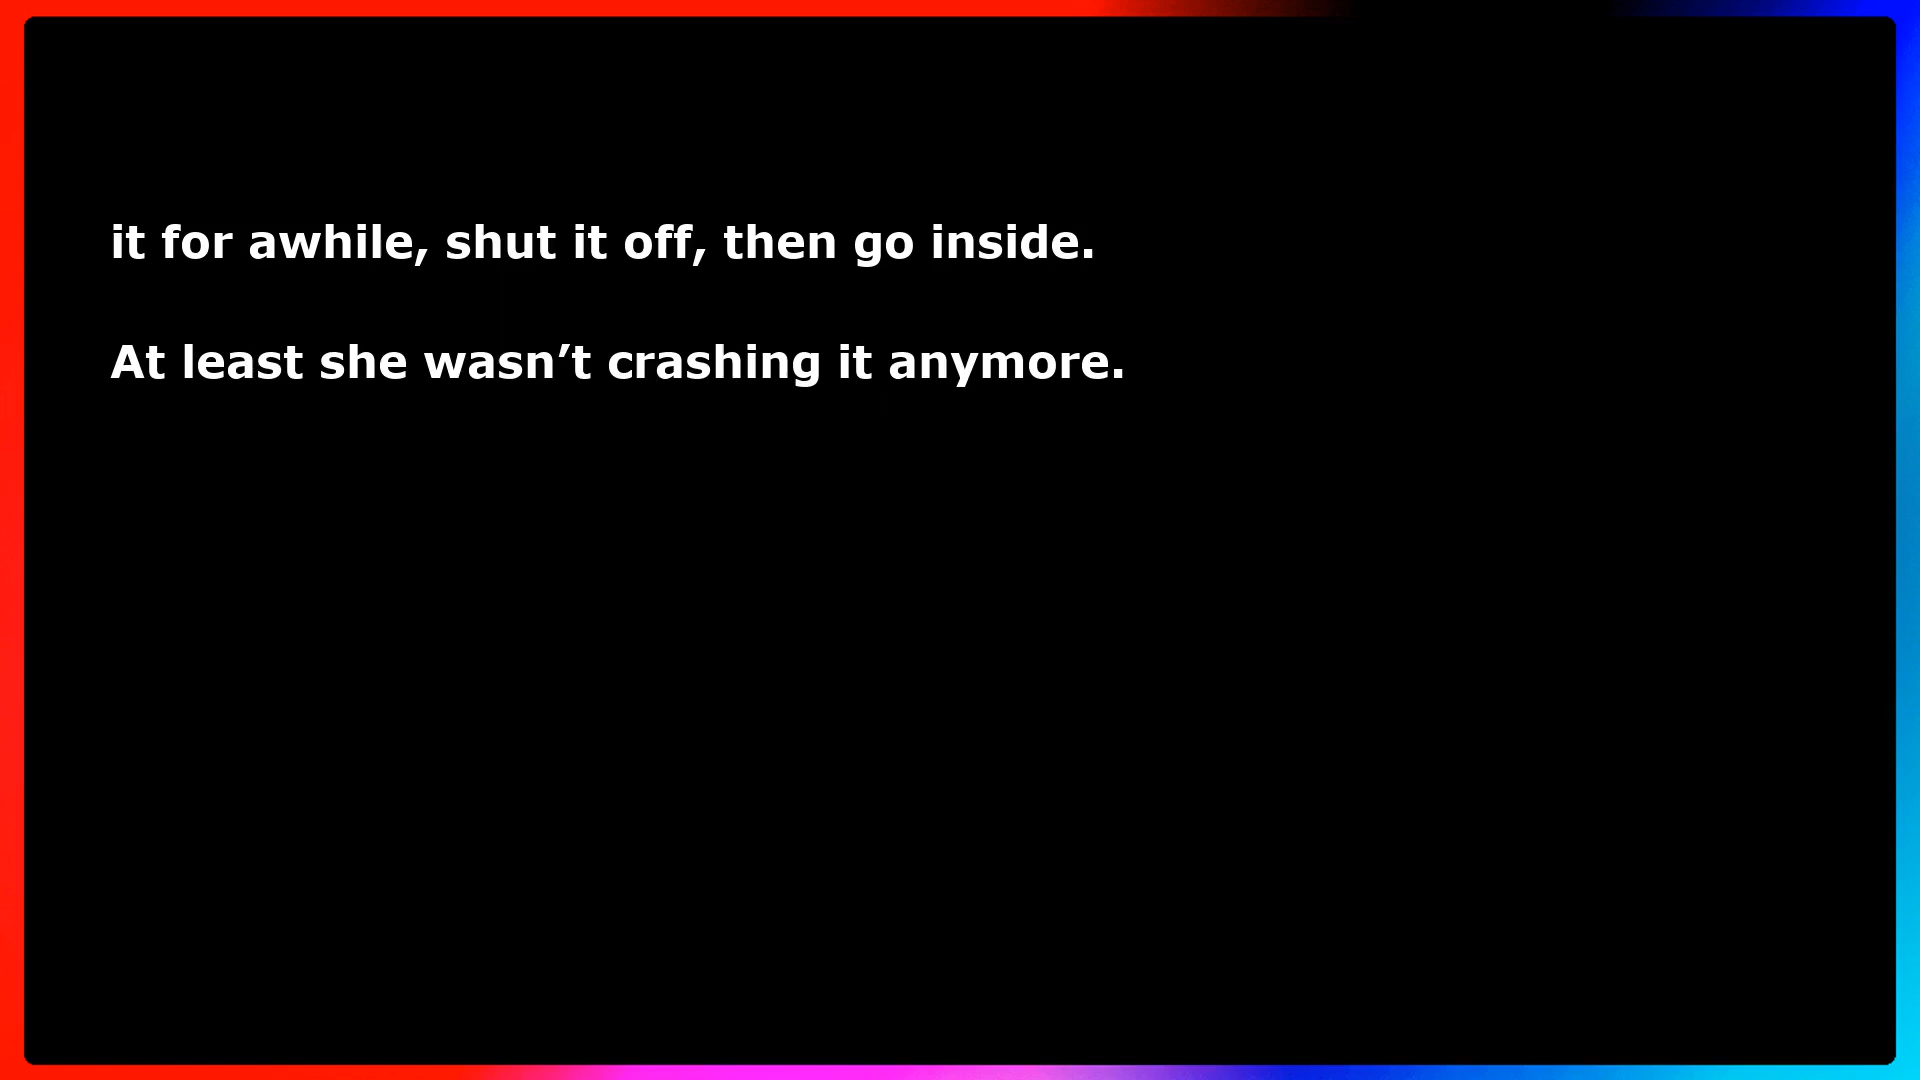 it for awhile, shut it off, then go inside.
At least she wasn’t crashing it anymore.